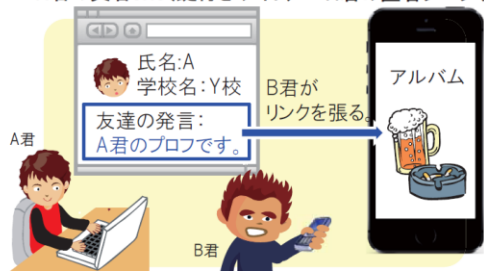 氏名:A
学校名:Y校
友達の発言:
A君のプロフです。
B君が
リンクを張る。
アルバム
A君
B君